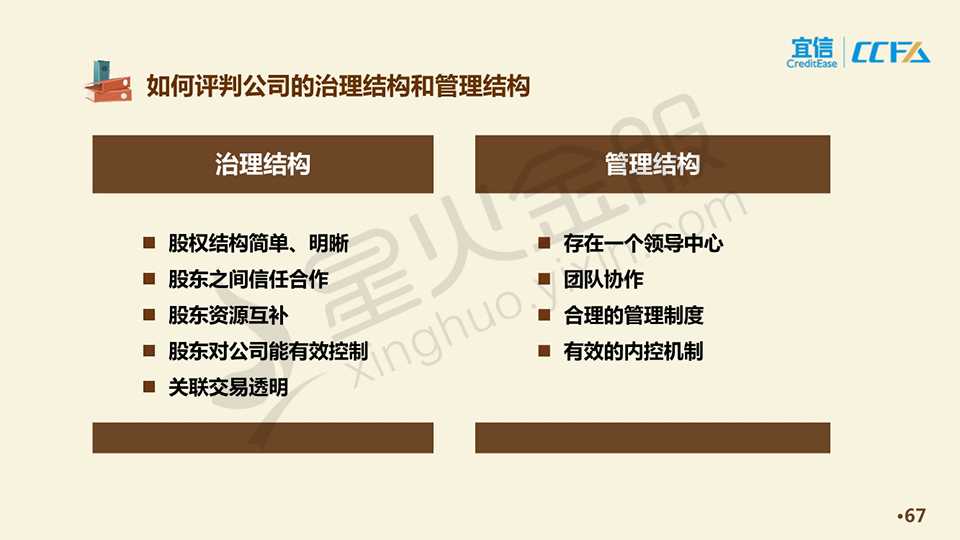 宜信
CreditEase
CCFA
如何评判公司的治理结构和管理结构
治理结构
■ 股权结构简单、明晰
■ 股东之间信任合作
■ 股东资源互补
■ 股东对公司能有效控制
■ 关联交易透明
管理结构
■ 存在一个领导中心
■ 团队协作
■ 合理的管理制度
■ 有效的内控机制
星火金服
xinghuo.yixin.com
•67